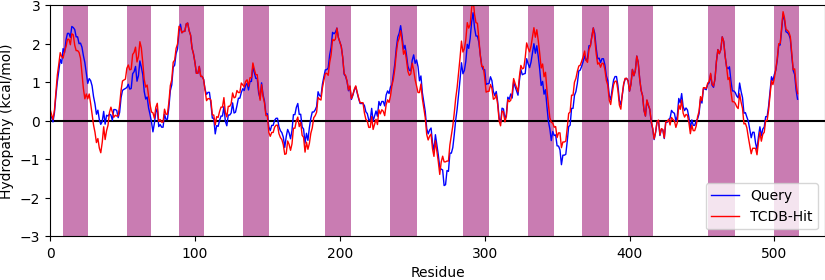 Hydropathy (kcal/mol)
3
2
1
0
−1
−2
−3
0 100 200 300 400 500
Residue
Query
TCDB-Hit